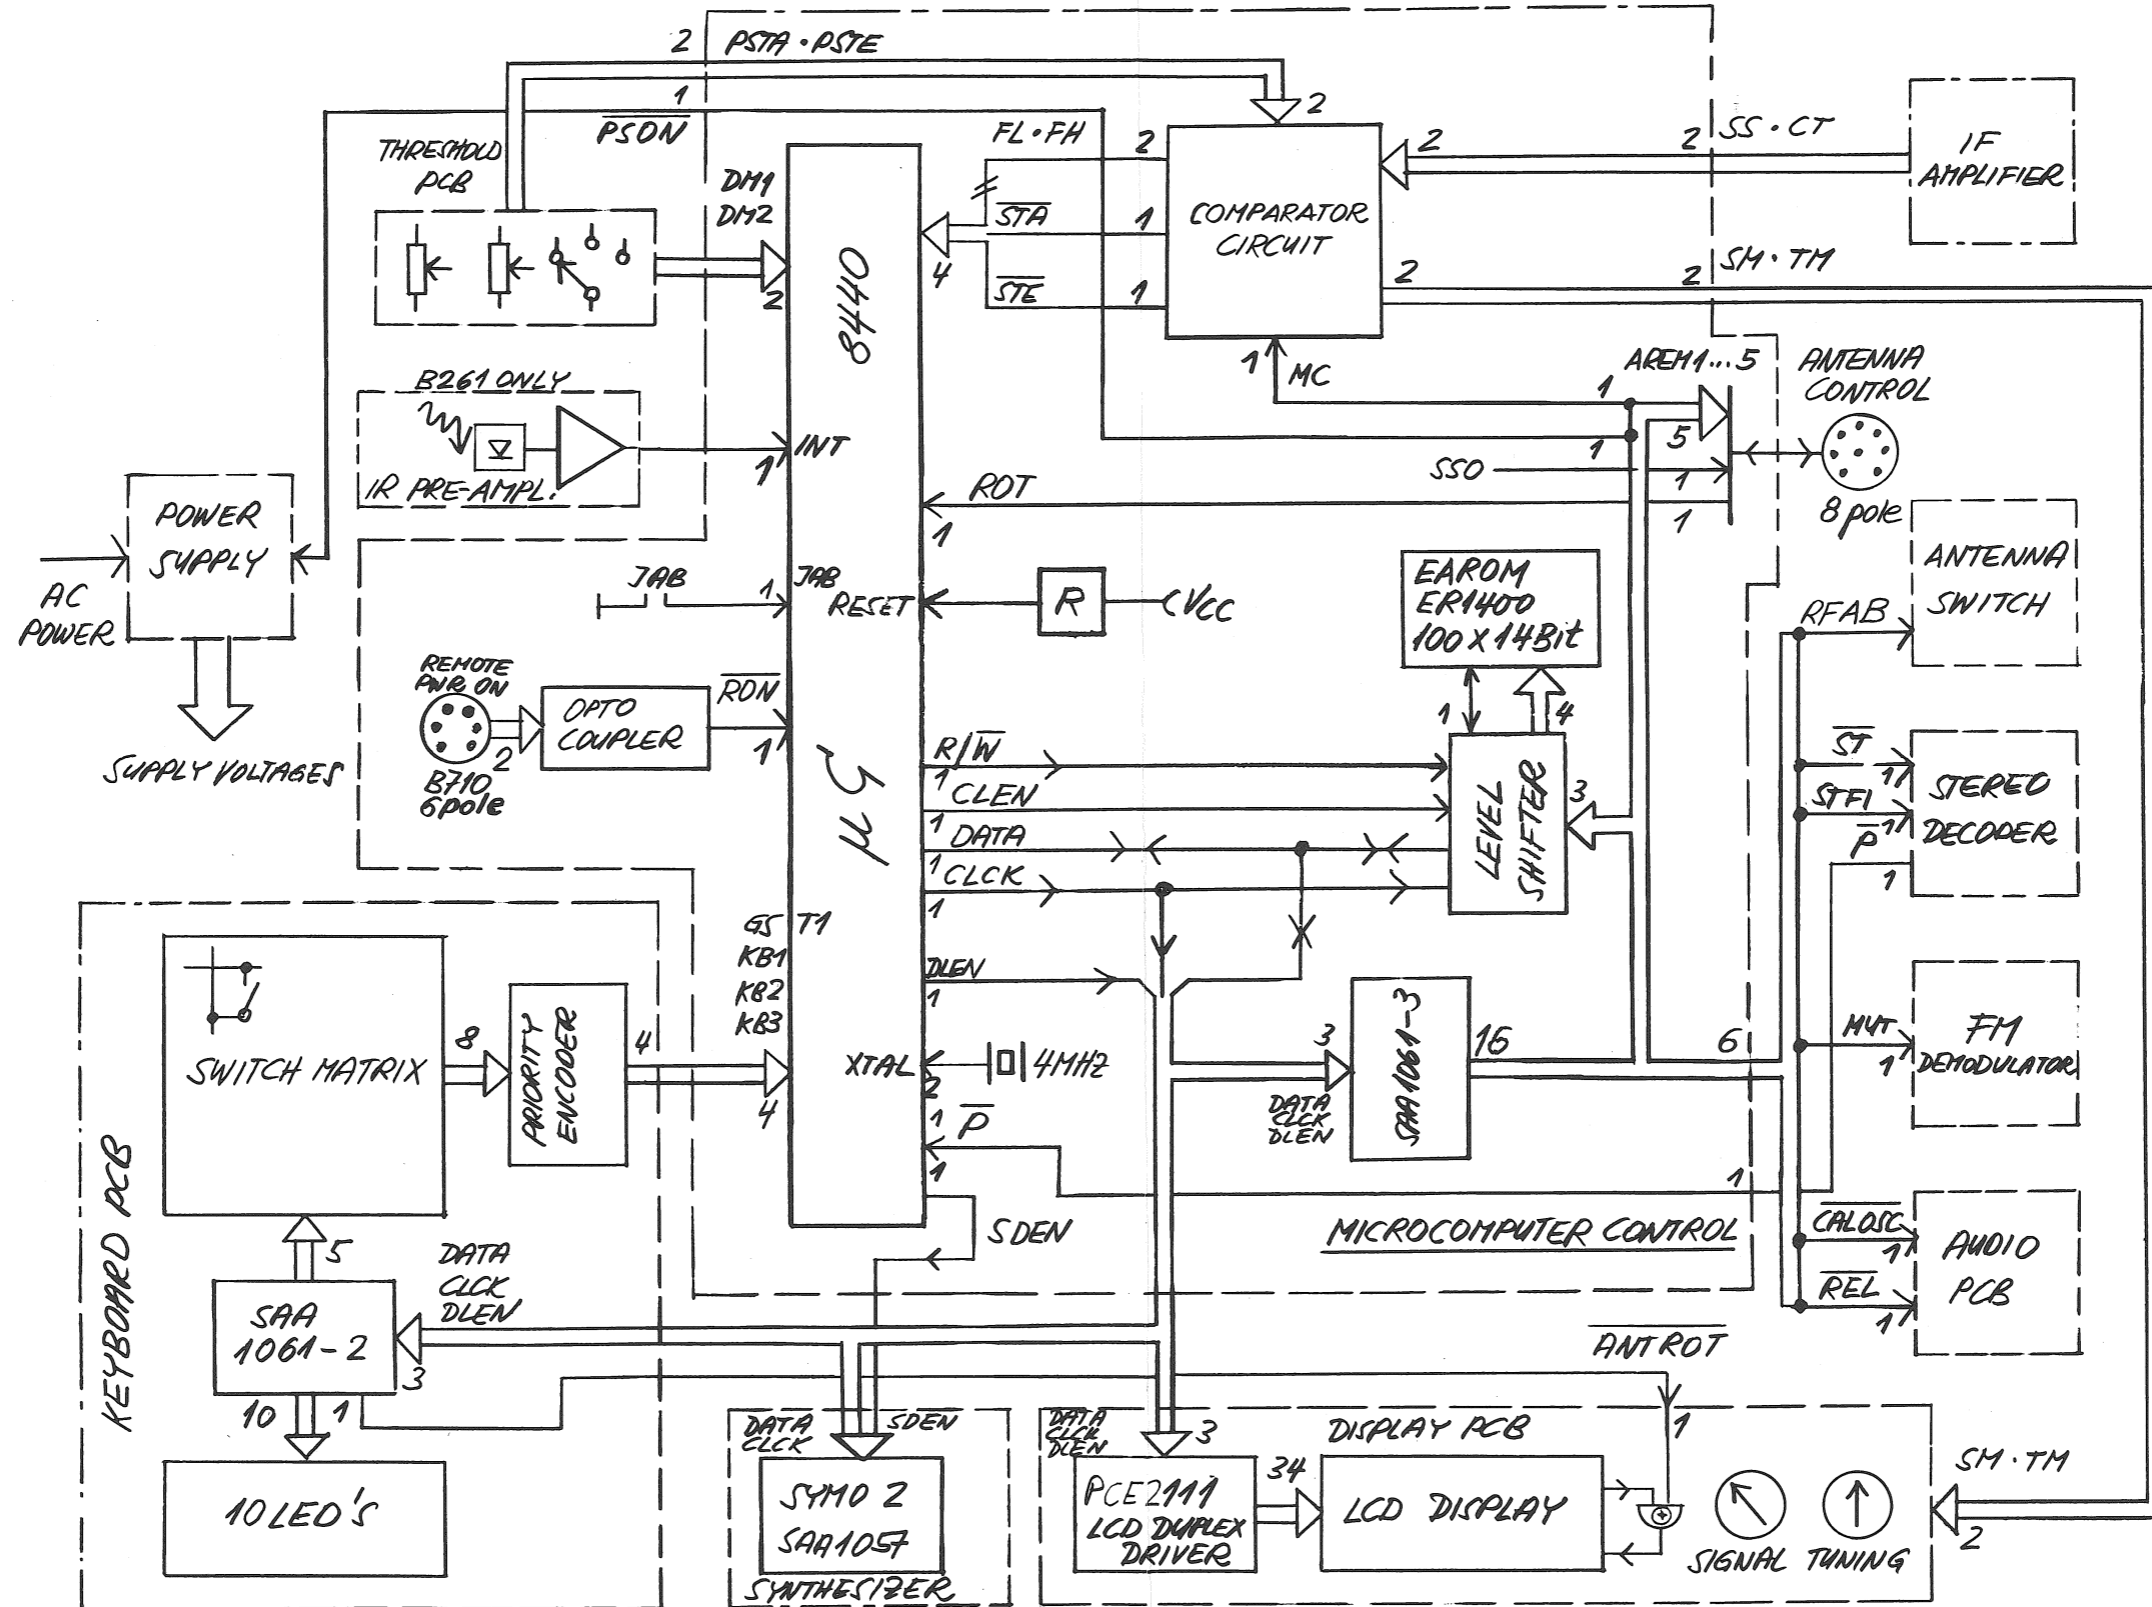 2 PSTA · PSTE
1
PSON
2
THRESHOLD
PCB
DM1
DM2
2
FL · FH 2
STA 1
STE 1
4
COMPARATOR
CIRCUIT
2 2 SS · CT
IF
AMPLIFIER
2 2 SM · TM
1 MC
AREM1...5
1
5
1
SSO
1
1
ANTENNA
CONTROL
8 pole
B261 ONLY
IR PRE-AMPL.
1 INT
8440
µC
ROT
1
POWER
SUPPLY
AC
POWER
SUPPLY VOLTAGES
JAB 1 JAB
RESET
R
VCC
EAROM
ER1400
100 X 14Bit
1 4
ANTENNA
SWITCH
RFAB
REMOTE
PWR ON
B710
6pole
2
OPTO
COUPLER
RON
1
R/W
1 CLEN
1 DATA
1 CLCK
1
LEVEL
SHIFTER
3
ST
1
STFI
1
P
1
STEREO
DECODER
GS T1
KB1
KB2
KB3
DLEN
1
KEYBOARD PCB
SWITCH MATRIX
8
PRIORITY
ENCODER
4
4
XTAL
2
4MHZ
1 P
1
3
DATA
CLCK
DLEN
SAA1061-3
16
6
MUT
1
FM
DEMODULATOR
1
SDEN
MICROCOMPUTER CONTROL
CALOSC
1
REL
1
AUDIO
PCB
5
SAA
1061-2
DATA
CLCK
DLEN
3
10 1
10 LED'S
ANTROT
1
DATA
CLCK
SDEN
SYMO 2
SAA1057
SYNTHESIZER
DATA
CLCK
DLEN
3
DISPLAY PCB
PCE2111
LCD DUPLEX
DRIVER
34
LCD DISPLAY
SIGNAL TUNING
SM · TM
2